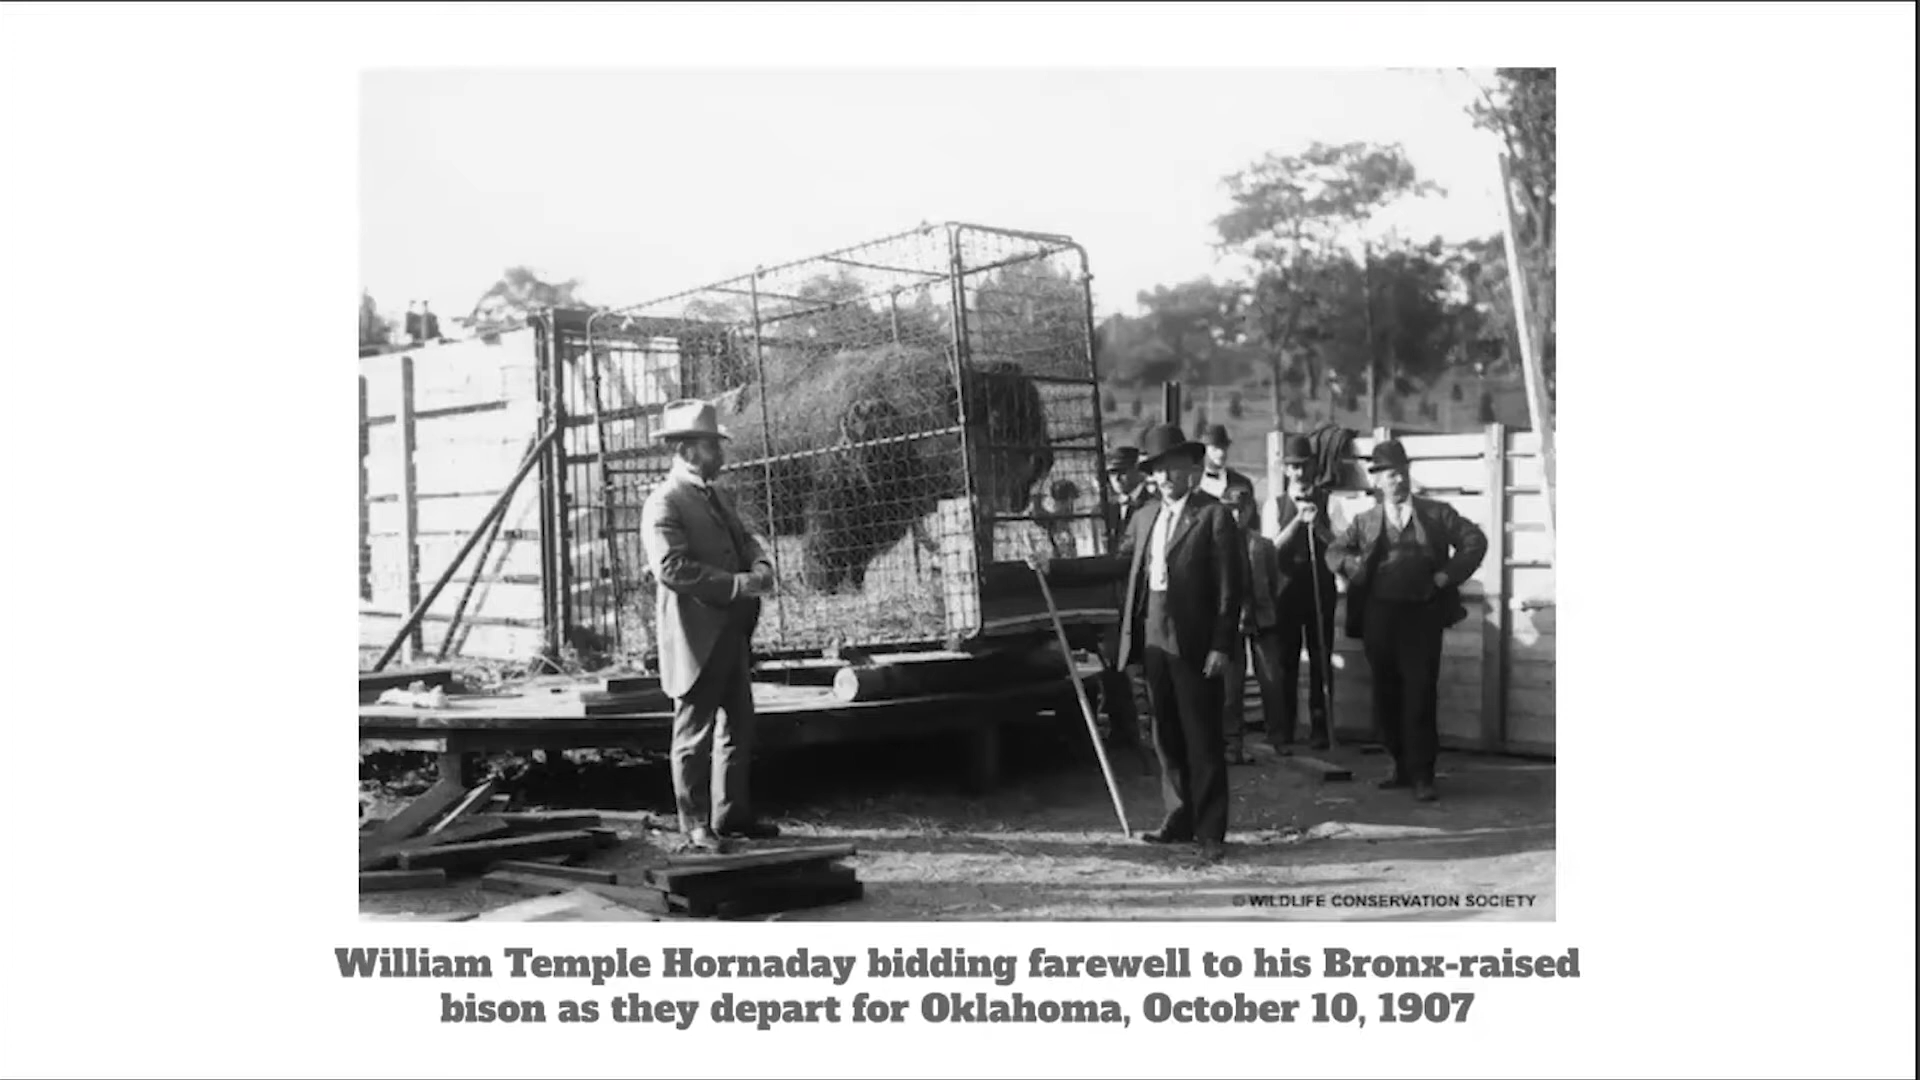 © WILDLIFE CONSERVATION SOCIETY
William Temple Hornaday bidding farewell to his Bronx-raised
bison as they depart for Oklahoma, October 10, 1907